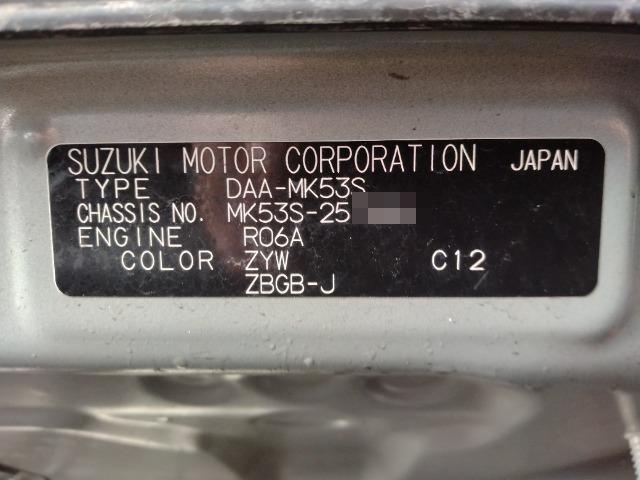 SUZUKI MOTOR CORPORATION JAPAN
TYPE DAA-MK53S
CHASSIS NO. MK53S-25
ENGINE R06A
COLOR ZYW C12
ZBGB-J